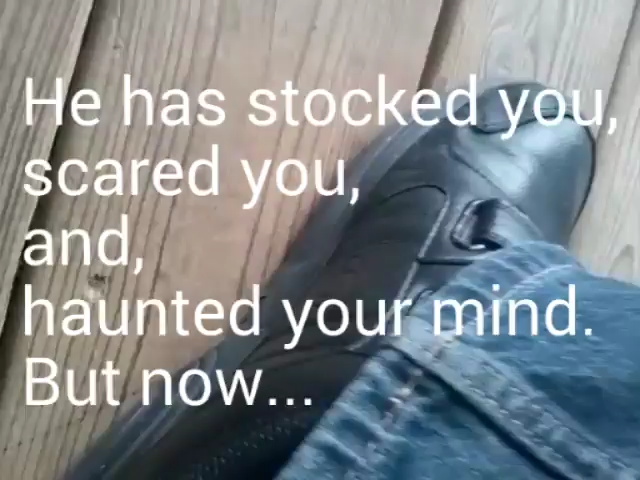 He has stocked you,
scared you,
and,
haunted your mind.
But now...